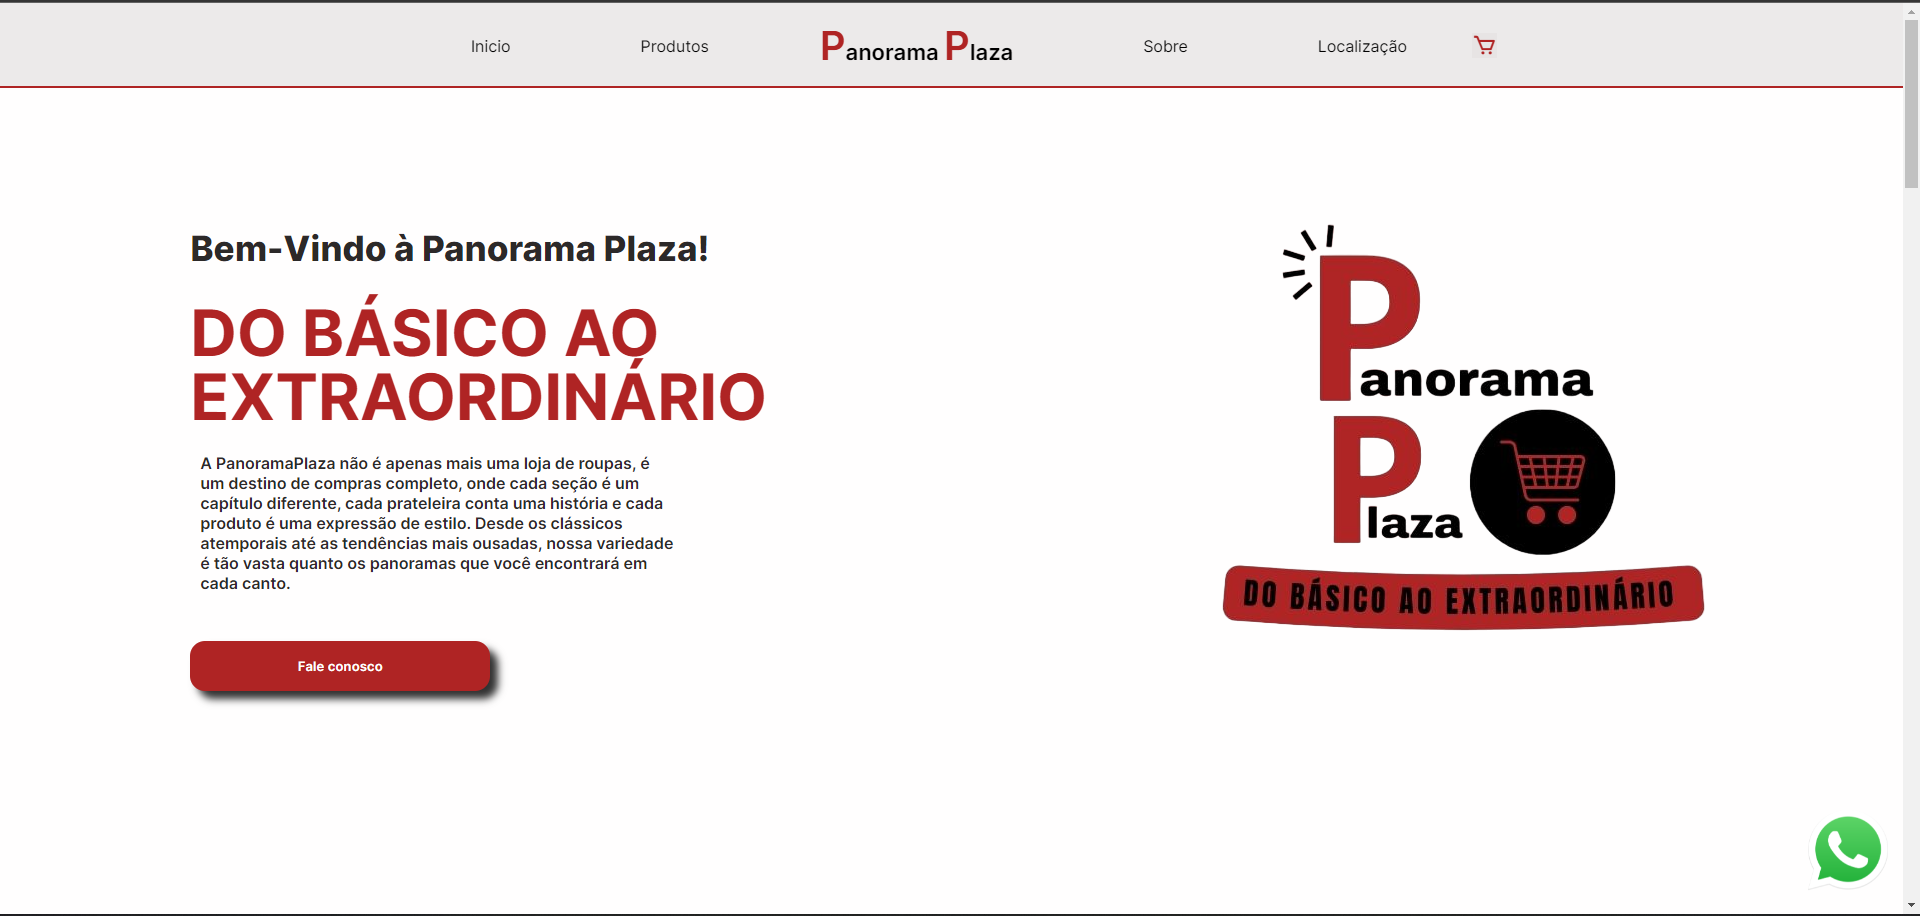 Inicio
Produtos
Panorama Plaza
Sobre
Localização
Bem-Vindo à Panorama Plaza!
DO BÁSICO AO
EXTRAORDINÁRIO
A PanoramaPlaza não é apenas mais uma loja de roupas, é
um destino de compras completo, onde cada seção é um
capítulo diferente, cada prateleira conta uma história e cada
produto é uma expressão de estilo. Desde os clássicos
atemporais até as tendências mais ousadas, nossa variedade
é tão vasta quanto os panoramas que você encontrará em
cada canto.
Fale conosco
Panorama
Plaza
DO BÁSICO AO EXTRAORDINÁRIO